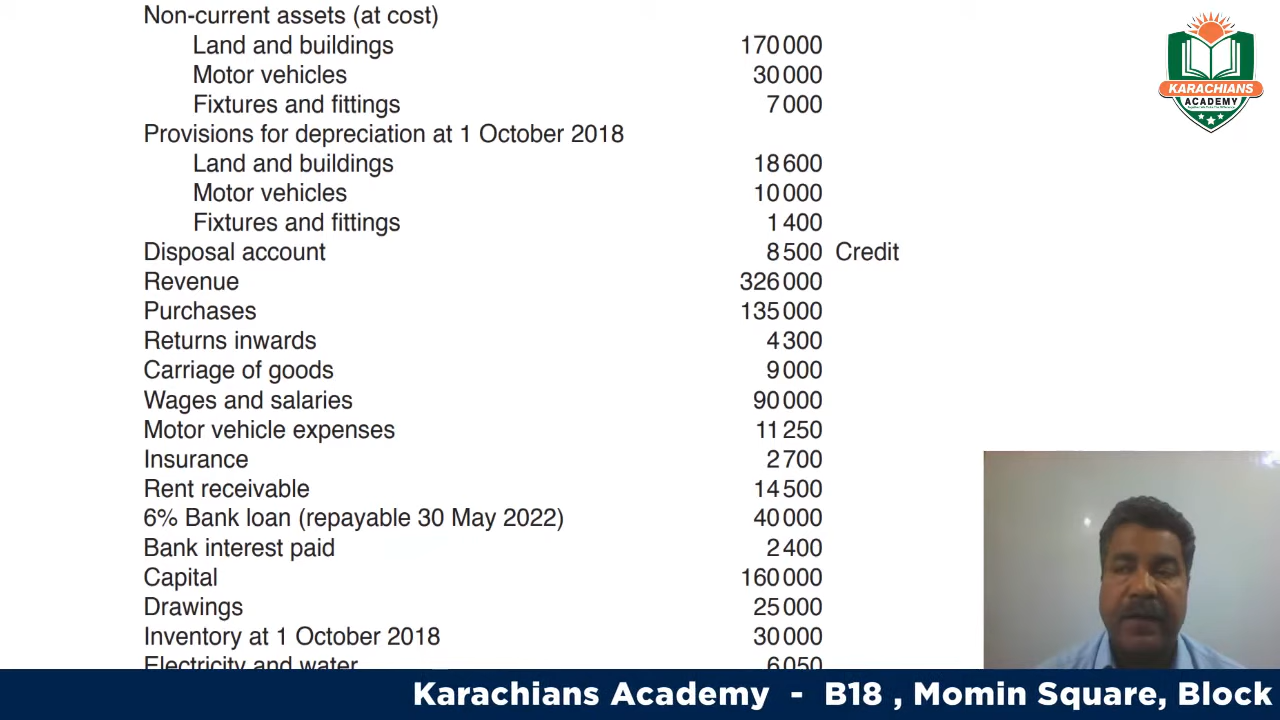 Non-current assets (at cost)
Land and buildings 170 000
Motor vehicles 30 000
Fixtures and fittings 7 000
Provisions for depreciation at 1 October 2018
Land and buildings 18 600
Motor vehicles 10 000
Fixtures and fittings 1 400
Disposal account 8 500 Credit
Revenue 326 000
Purchases 135 000
Returns inwards 4 300
Carriage of goods 9 000
Wages and salaries 90 000
Motor vehicle expenses 11 250
Insurance 2 700
Rent receivable 14 500
6% Bank loan (repayable 30 May 2022) 40 000
Bank interest paid 2 400
Capital 160 000
Drawings 25 000
Inventory at 1 October 2018 30 000
Electricity and water 6 050
KARACHIANS
ACADEMY
Karachians Academy - B18 , Momin Square, Block